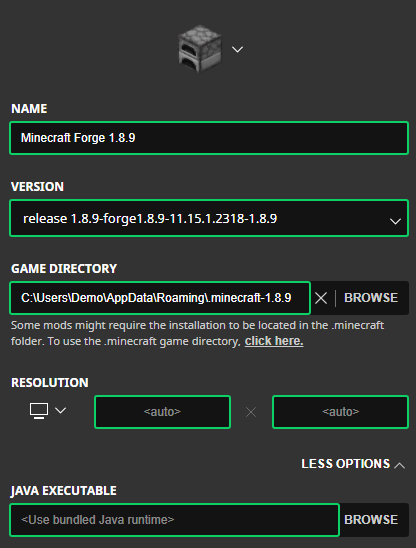 NAME
Minecraft Forge 1.8.9
VERSION
release 1.8.9-forge1.8.9-11.15.1.2318-1.8.9
GAME DIRECTORY
C:\Users\Demo\AppData\Roaming\.minecraft-1.8.9
BROWSE
Some mods might require the installation to be located in the .minecraft
folder. To use the .minecraft game directory, click here.
RESOLUTION
<auto>
<auto>
LESS OPTIONS
JAVA EXECUTABLE
<Use bundled Java runtime>
BROWSE